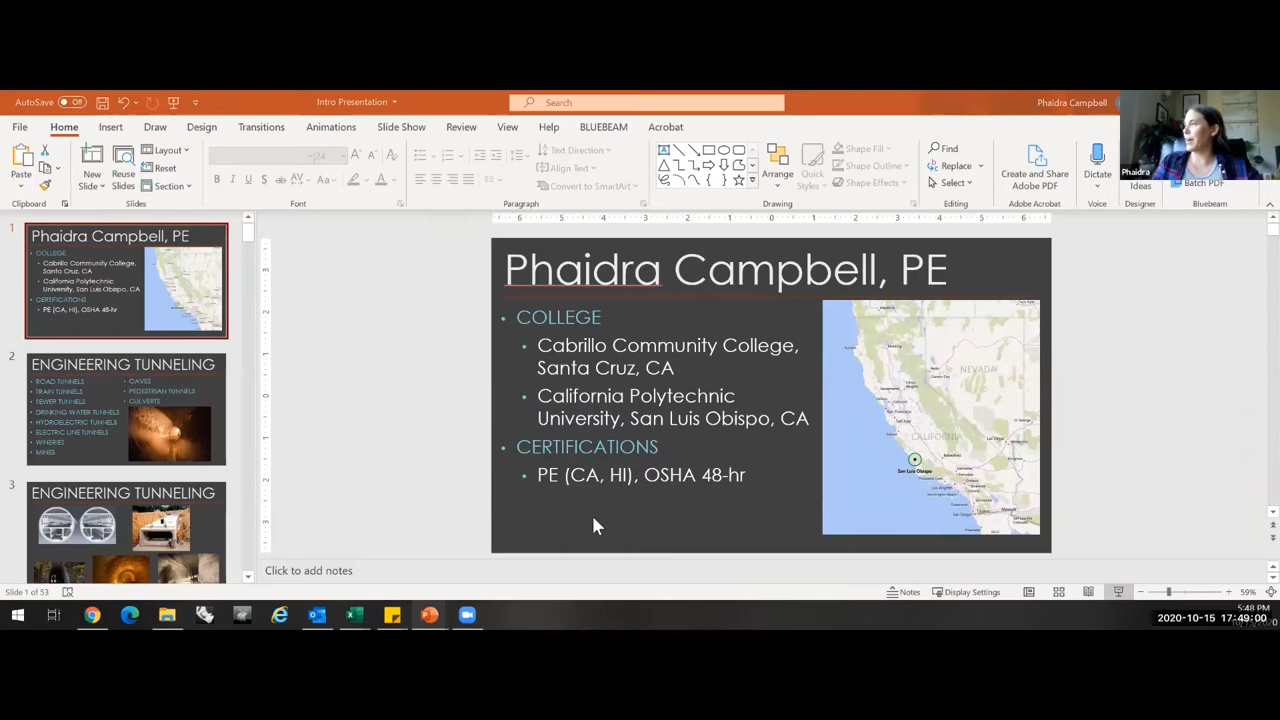 AutoSave Off
Intro Presentation
Search
Phaidra Campbell
File Home Insert Draw Design Transitions Animations Slide Show Review View Help BLUEBEAM Acrobat
Phaidra
Paste
New Slide
Reuse Slides
Layout
Reset
Section
24
Text Direction
Align Text
Convert to SmartArt
Arrange
Quick Styles
Shape Fill
Shape Outline
Shape Effects
Find
Replace
Select
Create and Share Adobe PDF
Dictate
Ideas
Batch PDF
Clipboard Slides Font Paragraph Drawing Editing Adobe Acrobat Voice Designer Bluebeam
1
Phaidra Campbell, PE
COLLEGE
Cabrillo Community College,
Santa Cruz, CA
California Polytechnic
University, San Luis Obispo, CA
CERTIFICATIONS
PE (CA, HI), OSHA 48-hr
2
ENGINEERING TUNNELING
ROAD TUNNELS
TRAIN TUNNELS
SEWER TUNNELS
DRINKING WATER TUNNELS
HYDROELECTRIC TUNNELS
ELECTRIC LINE TUNNELS
WINERIES
MINES
CAVES
PEDESTRIAN TUNNELS
CULVERTS
3
ENGINEERING TUNNELING
Phaidra Campbell, PE
COLLEGE
Cabrillo Community College,
Santa Cruz, CA
California Polytechnic
University, San Luis Obispo, CA
CERTIFICATIONS
PE (CA, HI), OSHA 48-hr
NEVADA
CALIFORNIA
San Luis Obispo
Click to add notes
Slide 1 of 53
Notes
Display Settings
59%
5:48 PM
2020-10-15 17:49:00